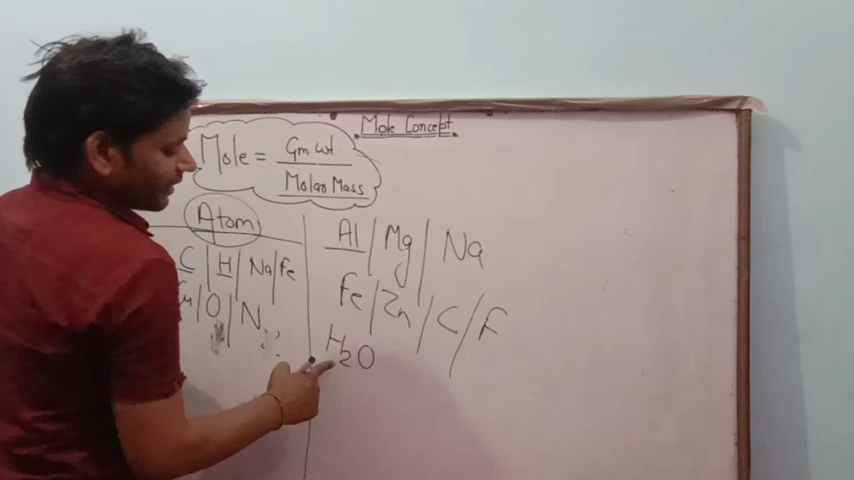 Mole Concept
Mole = Gm. wt
Molar Mass
Atom
C | H | Na | Fe
| O | N
Al | Mg | Na
Fe | Zn | C | F
H2O